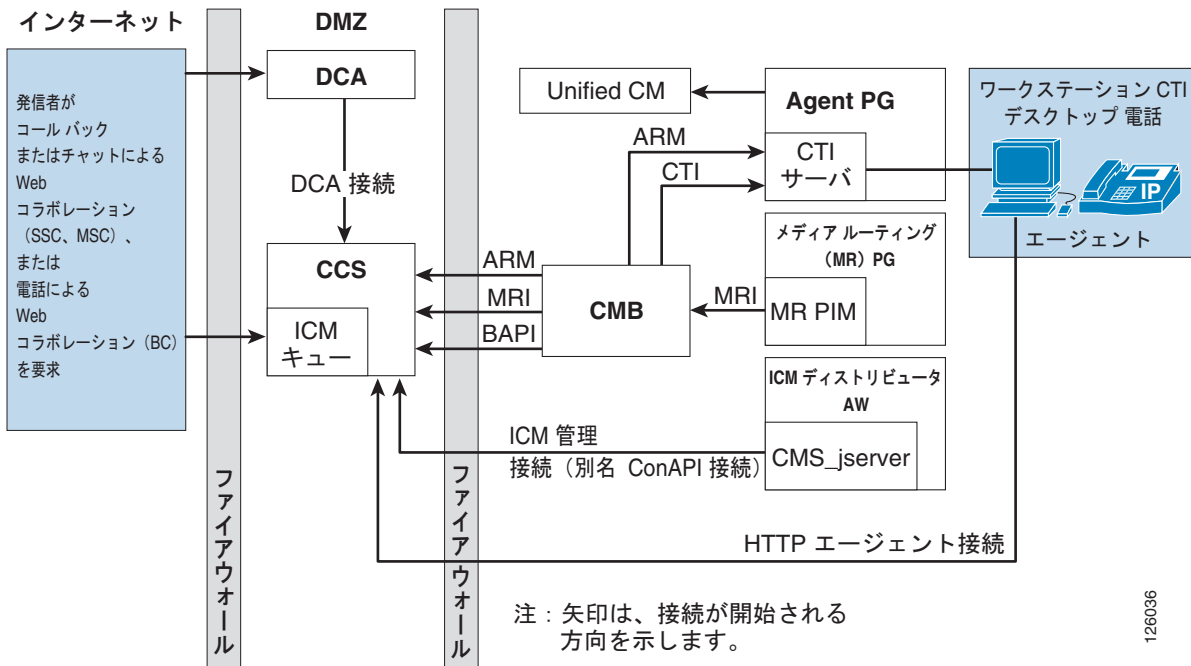 インターネット
DMZ
発信者が
コール バック
またはチャットによる
Web
コラボレーション
(SSC、MSC)、
または
電話による
Web
コラボレーション (BC)
を要求
ファイアウォール
DCA
DCA 接続
CCS
ICM
キュー
ファイアウォール
Unified CM
Agent PG
ARM
CTI
CTI
サーバ
ワークステーション CTI
デスクトップ 電話
IP
エージェント
ARM
MRI
BAPI
CMB
MRI
メディア ルーティング
(MR) PG
MR PIM
ICM ディストリビュータ
AW
CMS_jserver
ICM 管理
接続 (別名 ConAPI 接続)
HTTP エージェント接続
注 : 矢印は、接続が開始される
方向を示します。
126036